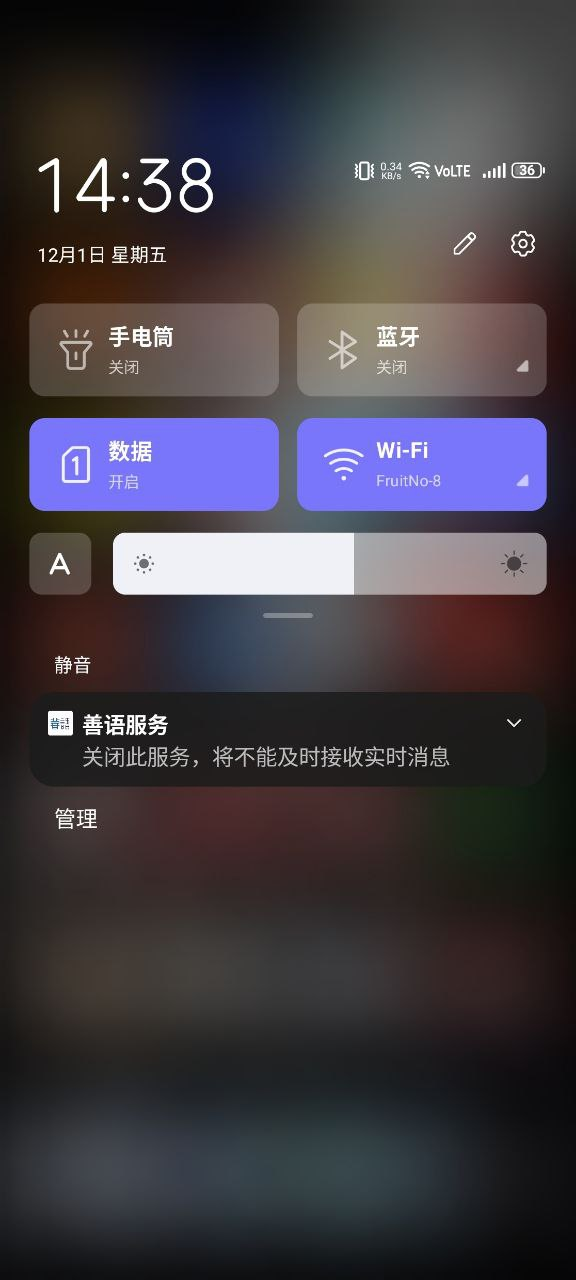 14:38
0.34
KB/s
VoLTE
36
12月1日 星期五
手电筒
关闭
蓝牙
关闭
1
数据
开启
Wi-Fi
FruitNo-8
A
静音
善语服务
关闭此服务，将不能及时接收实时消息
管理